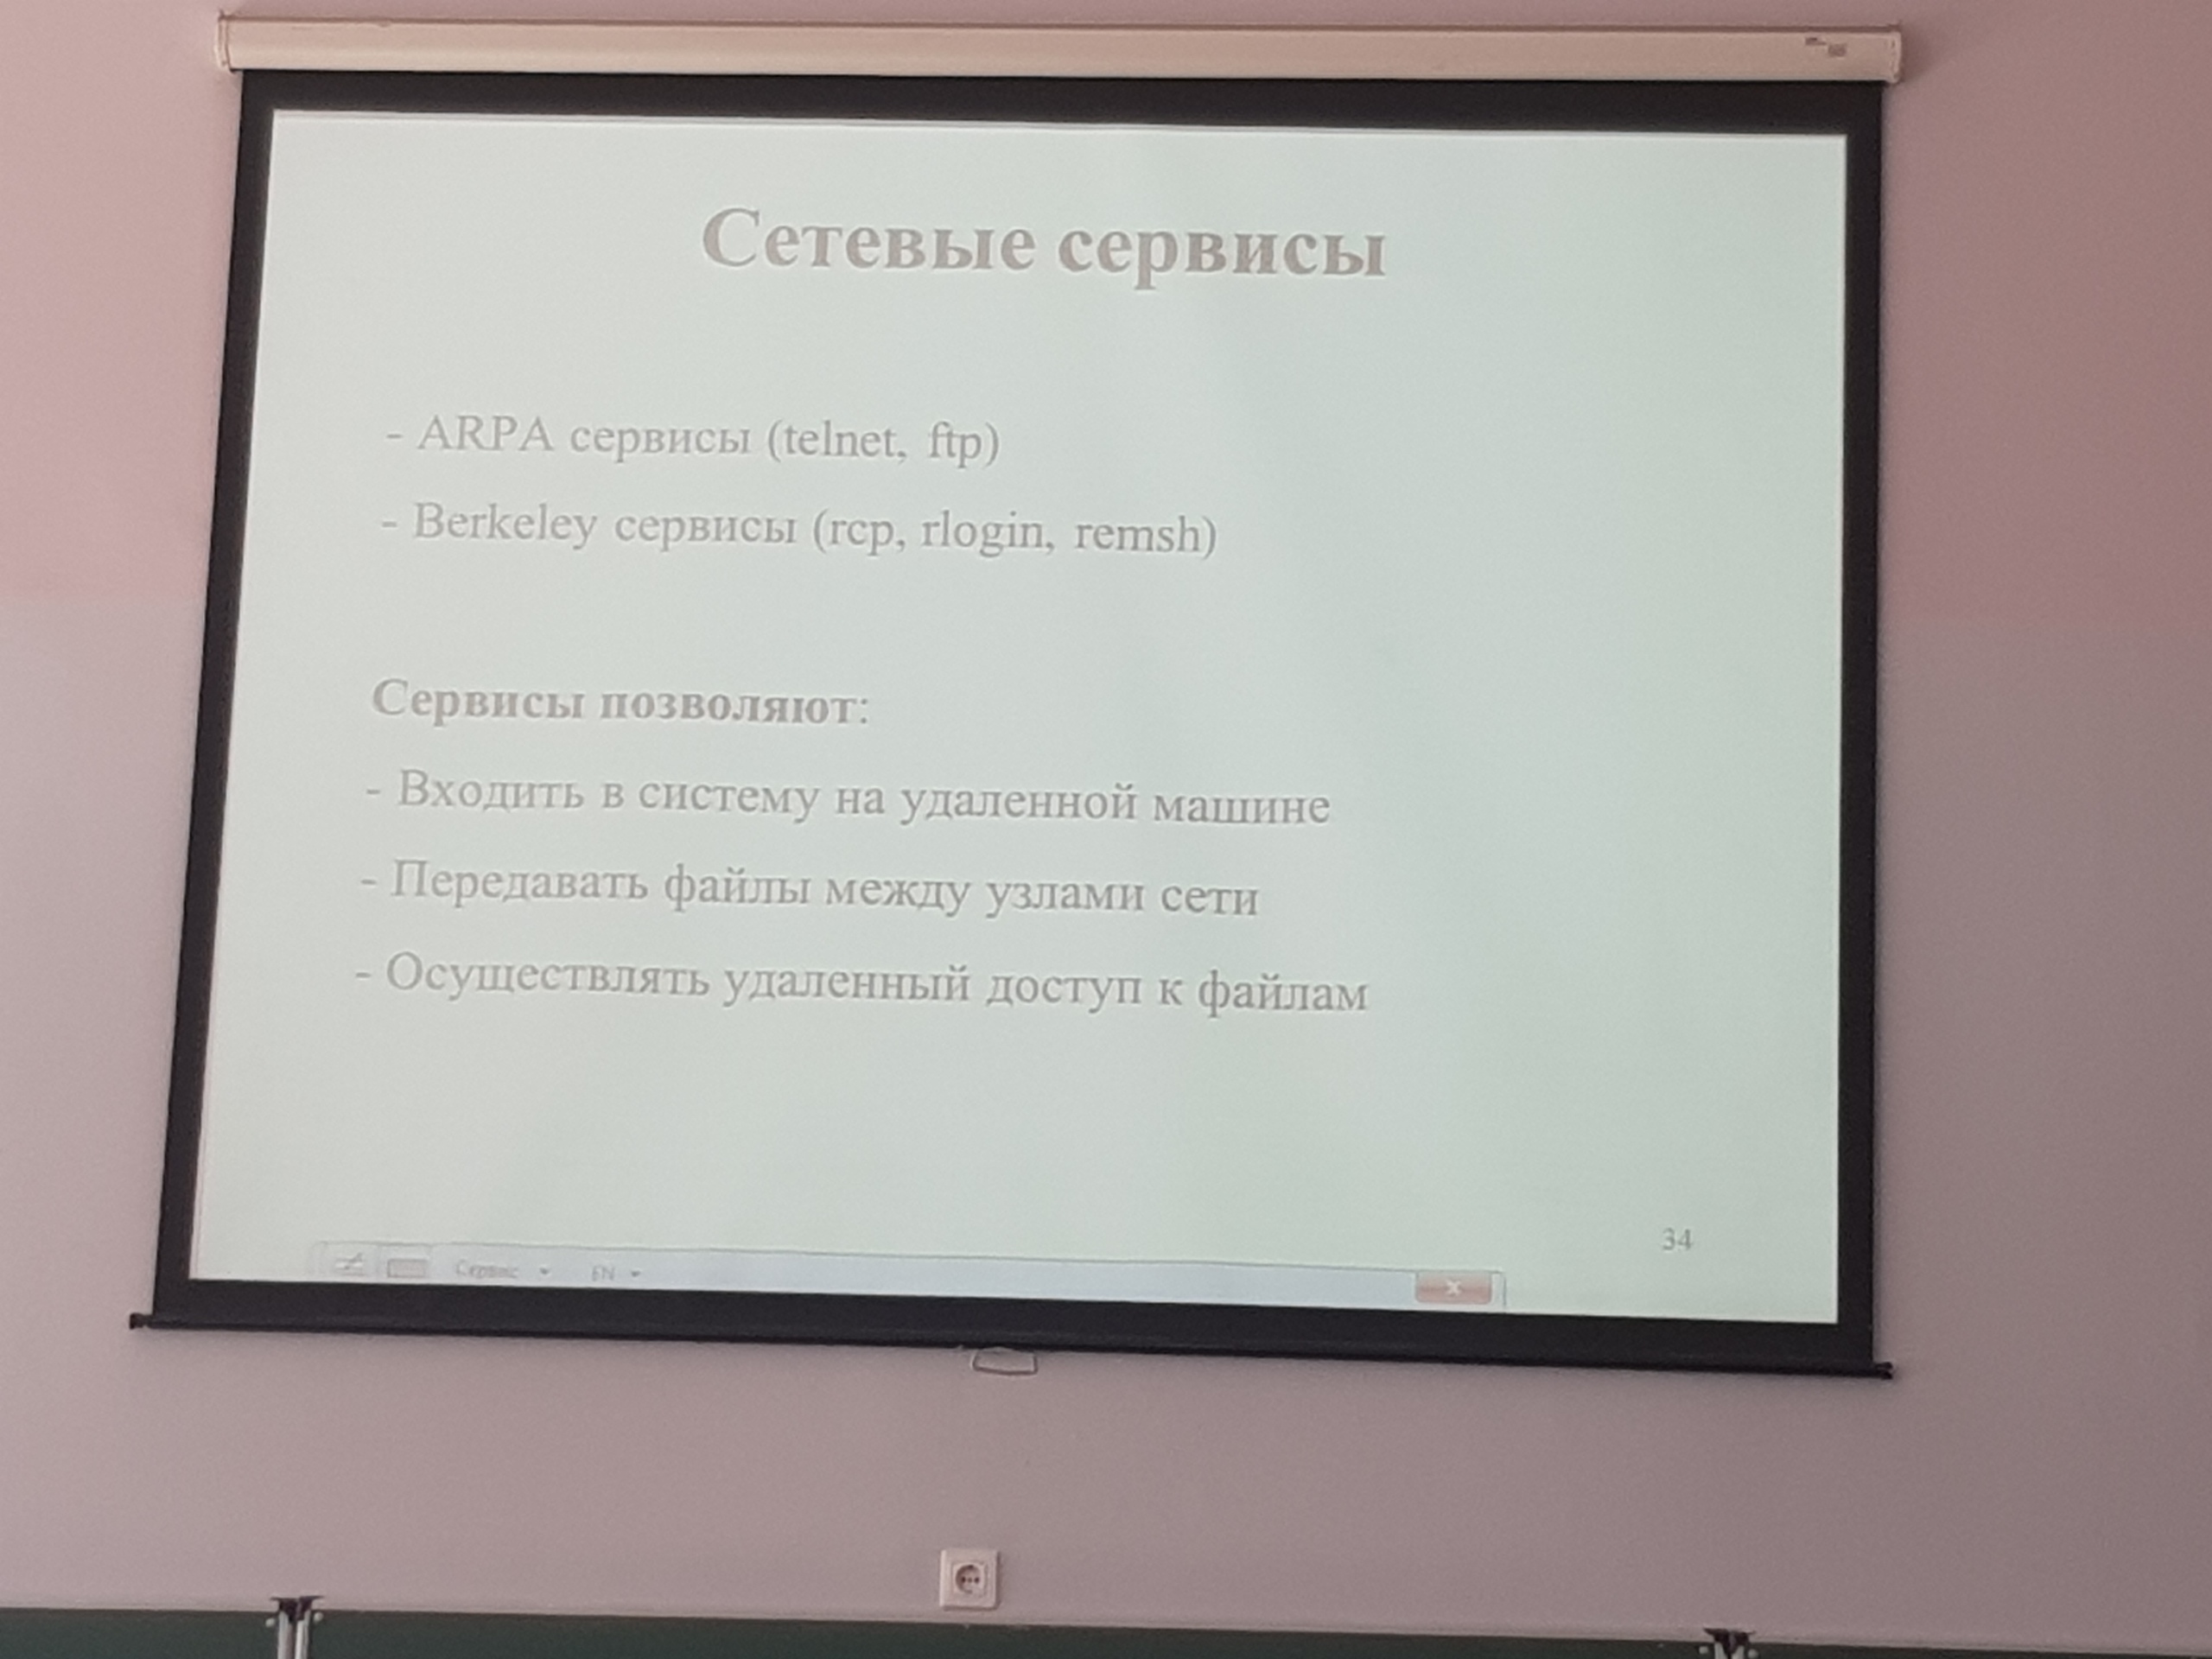 Сетевые сервисы
- ARPA сервисы (telnet, ftp)
- Berkeley сервисы (rcp, rlogin, remsh)
Сервисы позволяют:
- Входить в систему на удаленной машине
- Передавать файлы между узлами сети
- Осуществлять удаленный доступ к файлам
34
Сервис EN